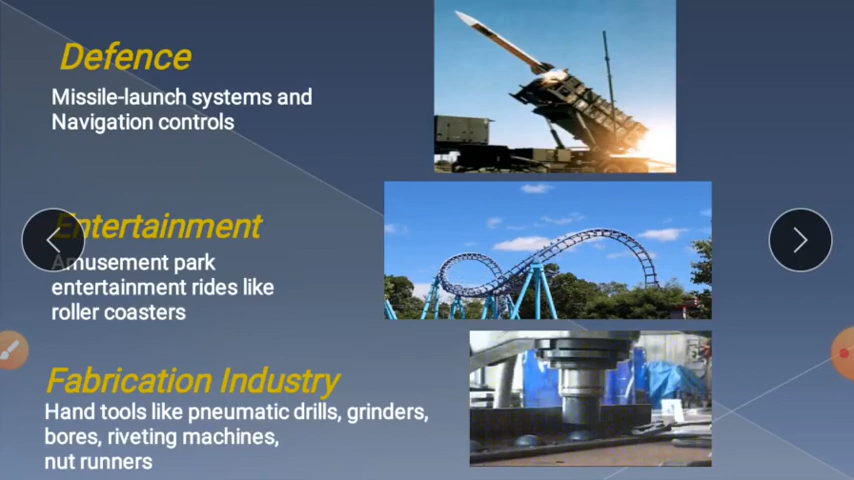 Defence
Missile-launch systems and
Navigation controls
Entertainment
Amusement park
entertainment rides like
roller coasters
Fabrication Industry
Hand tools like pneumatic drills, grinders,
bores, riveting machines,
nut runners